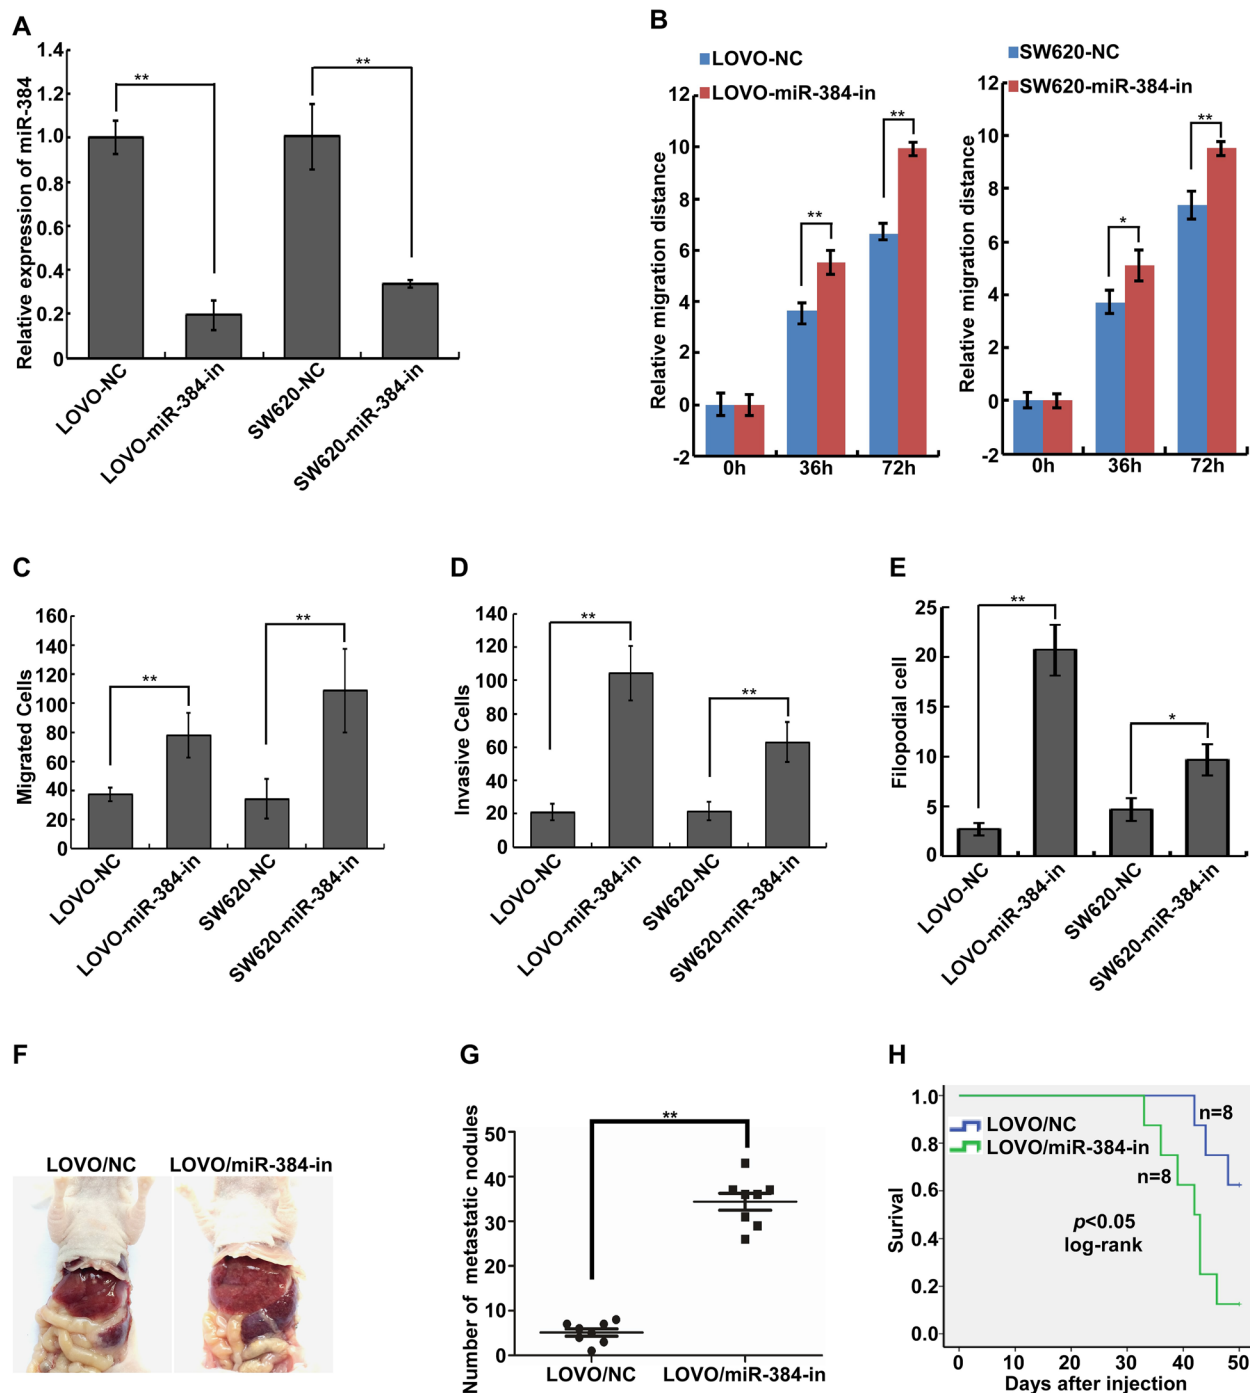 A
Relative expression of miR-384
1.4
1.2
1.0
0.8
0.6
0.4
0.2
0
**
**
LOVO-NC
LOVO-miR-384-in
SW620-NC
SW620-miR-384-in
B
LOVO-NC
LOVO-miR-384-in
Relative migration distance
12
10
8
6
4
2
0
-2
**
**
0h 36h 72h
SW620-NC
SW620-miR-384-in
Relative migration distance
12
10
8
6
4
2
0
-2
*
**
0h 36h 72h
C
Migrated Cells
160
140
120
100
80
60
40
20
0
**
**
LOVO-NC
LOVO-miR-384-in
SW620-NC
SW620-miR-384-in
D
Invasive Cells
140
120
100
80
60
40
20
0
**
**
LOVO-NC
LOVO-miR-384-in
SW620-NC
SW620-miR-384-in
E
Filopodial cell
25
20
15
10
5
0
**
*
LOVO-NC
LOVO-miR-384-in
SW620-NC
SW620-miR-384-in
F
LOVO/NC LOVO/miR-384-in
G
Number of metastatic nodules
50
40
30
20
10
0
**
LOVO/NC LOVO/miR-384-in
H
Surival
1.0
0.8
0.6
0.4
0.2
0.0
n=8
LOVO/NC
LOVO/miR-384-in
n=8
p<0.05
log-rank
0 10 20 30 40 50
Days after injection